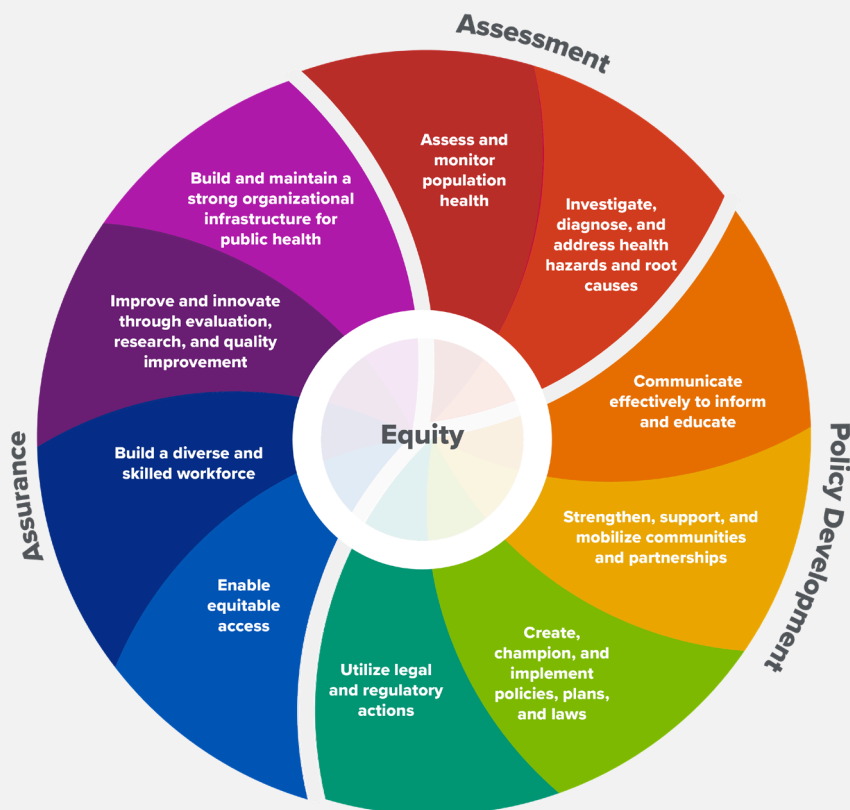 Assessment
Assess and
monitor
population
health
Investigate,
diagnose, and
address health
hazards and root
causes
Communicate
effectively to inform
and educate
Strengthen, support, and
mobilize communities
and partnerships
Create,
champion, and
implement
policies, plans,
and laws
Policy Development
Utilize legal
and regulatory
actions
Enable
equitable
access
Build a diverse and
skilled workforce
Improve and innovate
through evaluation,
research, and quality
improvement
Build and maintain a
strong organizational
infrastructure for
public health
Assurance
Equity